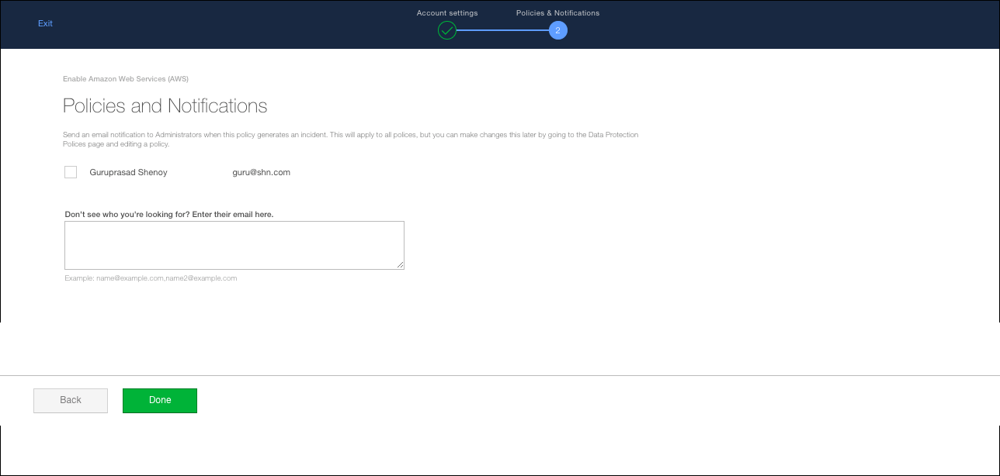 Exit
Account settings
Policies & Notifications
2
Enable Amazon Web Services (AWS)
Policies and Notifications
Send an email notification to Administrators when this policy generates an incident. This will apply to all polices, but you can make changes this later by going to the Data Protection
Polices page and editing a policy.
Guruprasad Shenoy guru@shn.com
Don't see who you're looking for? Enter their email here.
Example: name@example.com,name2@example.com
Back Done